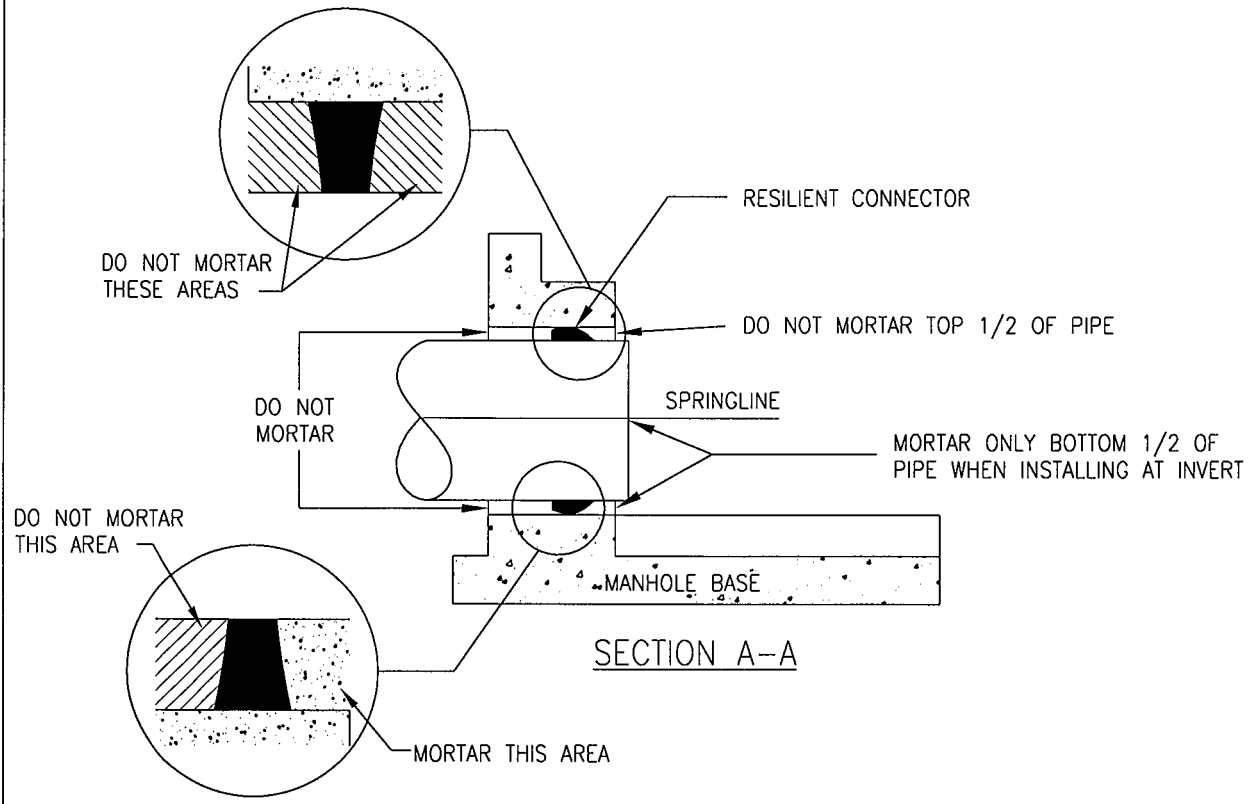 RESILIENT CONNECTOR
DO NOT MORTAR
THESE AREAS
DO NOT MORTAR TOP 1/2 OF PIPE
SPRINGLINE
DO NOT
MORTAR
MORTAR ONLY BOTTOM 1/2 OF
PIPE WHEN INSTALLING AT INVERT
DO NOT MORTAR
THIS AREA
MANHOLE BASE
SECTION A-A
MORTAR THIS AREA